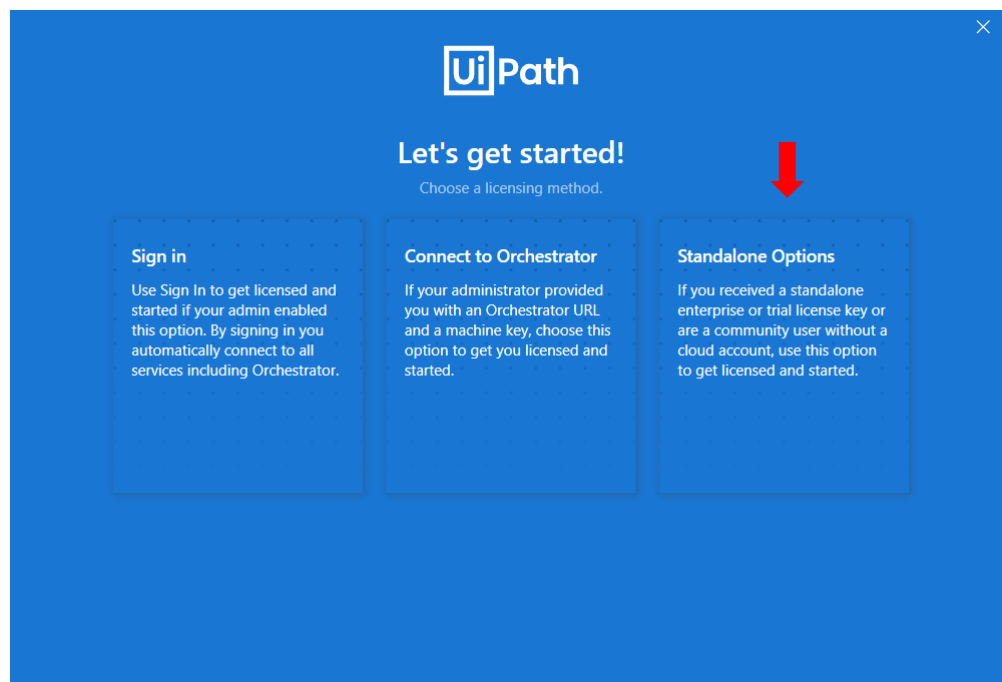 UiPath
Let's get started!
Choose a licensing method.
Sign in
Use Sign In to get licensed and
started if your admin enabled
this option. By signing in you
automatically connect to all
services including Orchestrator.
Connect to Orchestrator
If your administrator provided
you with an Orchestrator URL
and a machine key, choose this
option to get you licensed and
started.
Standalone Options
If you received a standalone
enterprise or trial license key or
are a community user without a
cloud account, use this option
to get licensed and started.